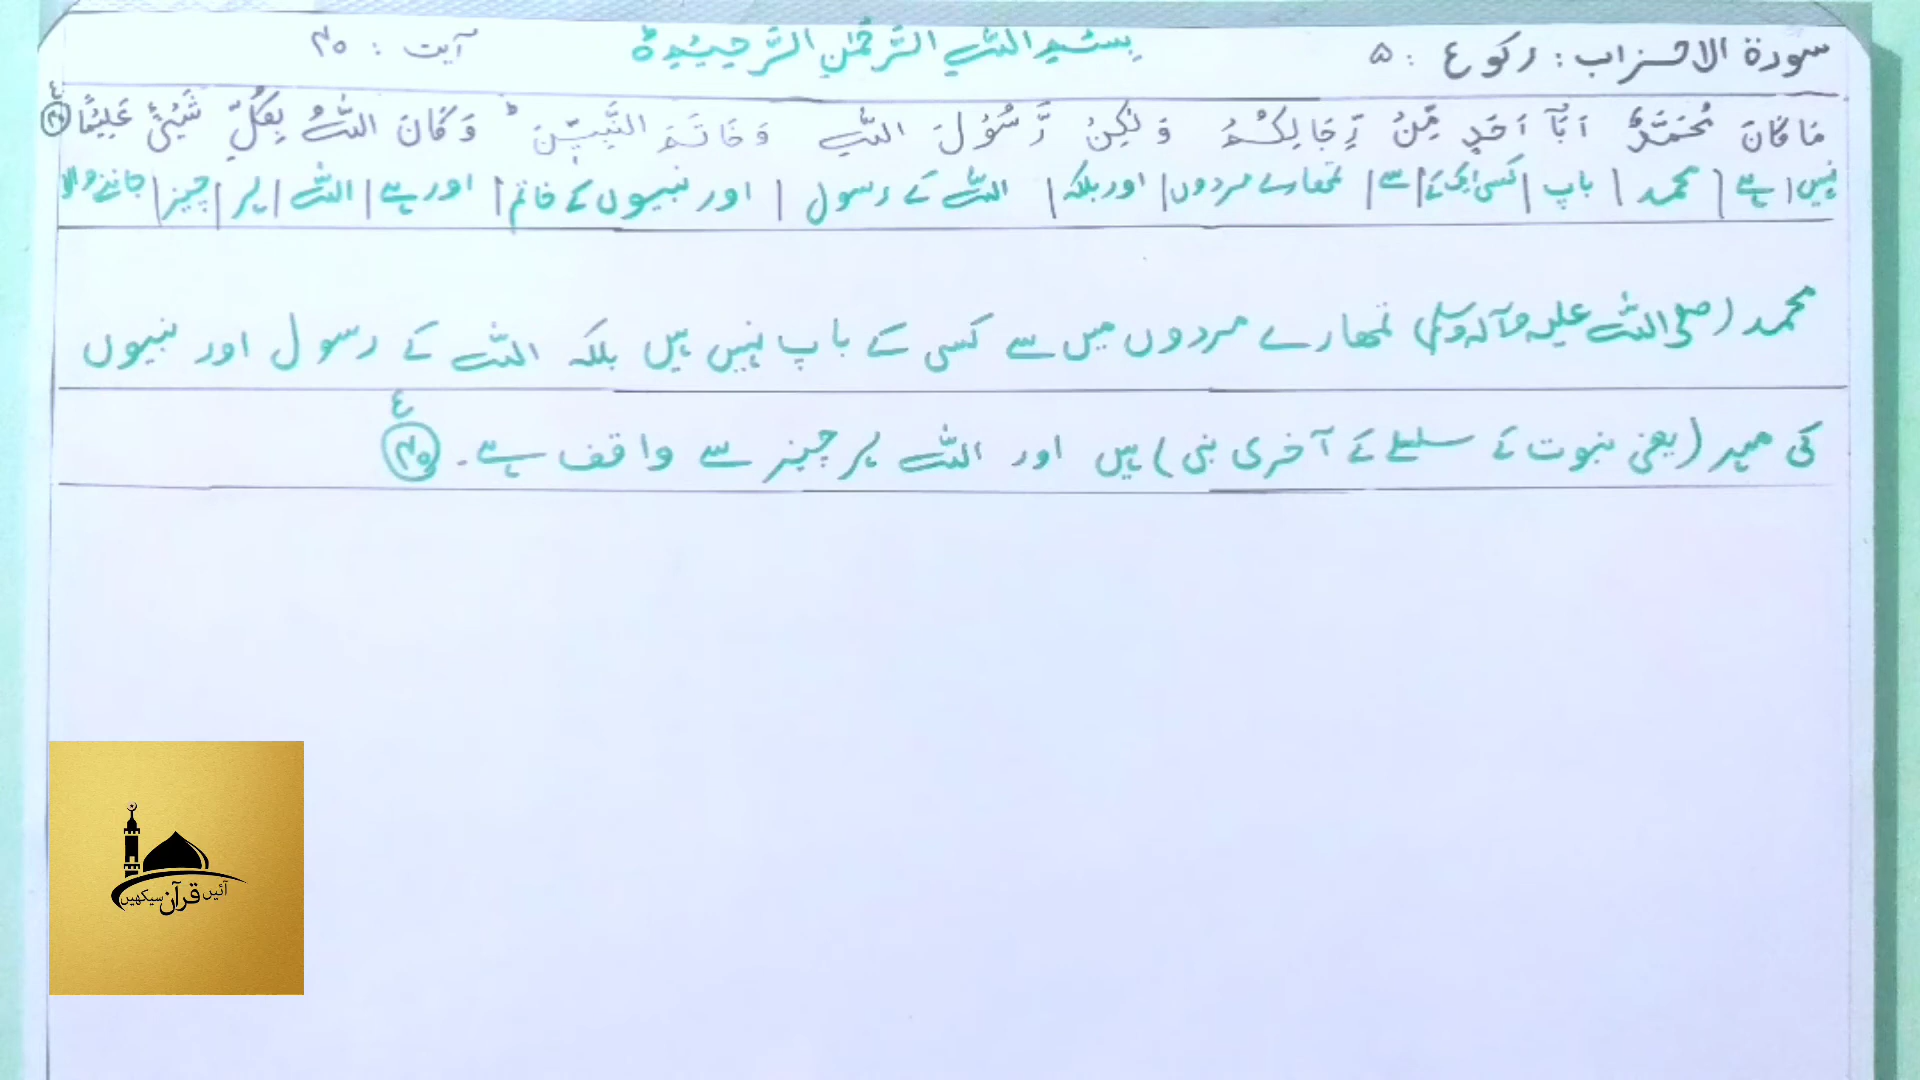 سورۃ الاحزاب : رکوع : ۵ بِسْمِ اللّٰهِ الرَّحْمٰنِ الرَّحِیْمِ آیت : ۴۰
مَا كَانَ مُحَمَّدٌ اَبَاۤ اَحَدٍ مِّنْ رِّجَالِكُمْ وَ لٰكِنْ رَّسُوْلَ اللّٰهِ وَ خَاتَمَ النَّبِیّٖنَ ؕ وَ كَانَ اللّٰهُ بِكُلِّ شَیْءٍ عَلِیْمًا ۴۰ ع
نہیں | ہے | محمد | باپ | کسی ایک کے | سے | تمھارے مردوں | اور بلکہ | اللہ کے رسول | اور نبیوں کے خاتم | اور ہے | اللہ | ہر | چیز | جاننے والا
محمد (صلی اللہ علیہ وآلہ وسلم) تمھارے مردوں میں سے کسی کے باپ نہیں ہیں بلکہ اللہ کے رسول اور نبیوں
کی مہر (یعنی نبوت کے سلسلے کے آخری نبی) ہیں اور اللہ ہر چیز سے واقف ہے۔ ۴۰ ع
آئیں قرآن سیکھیں